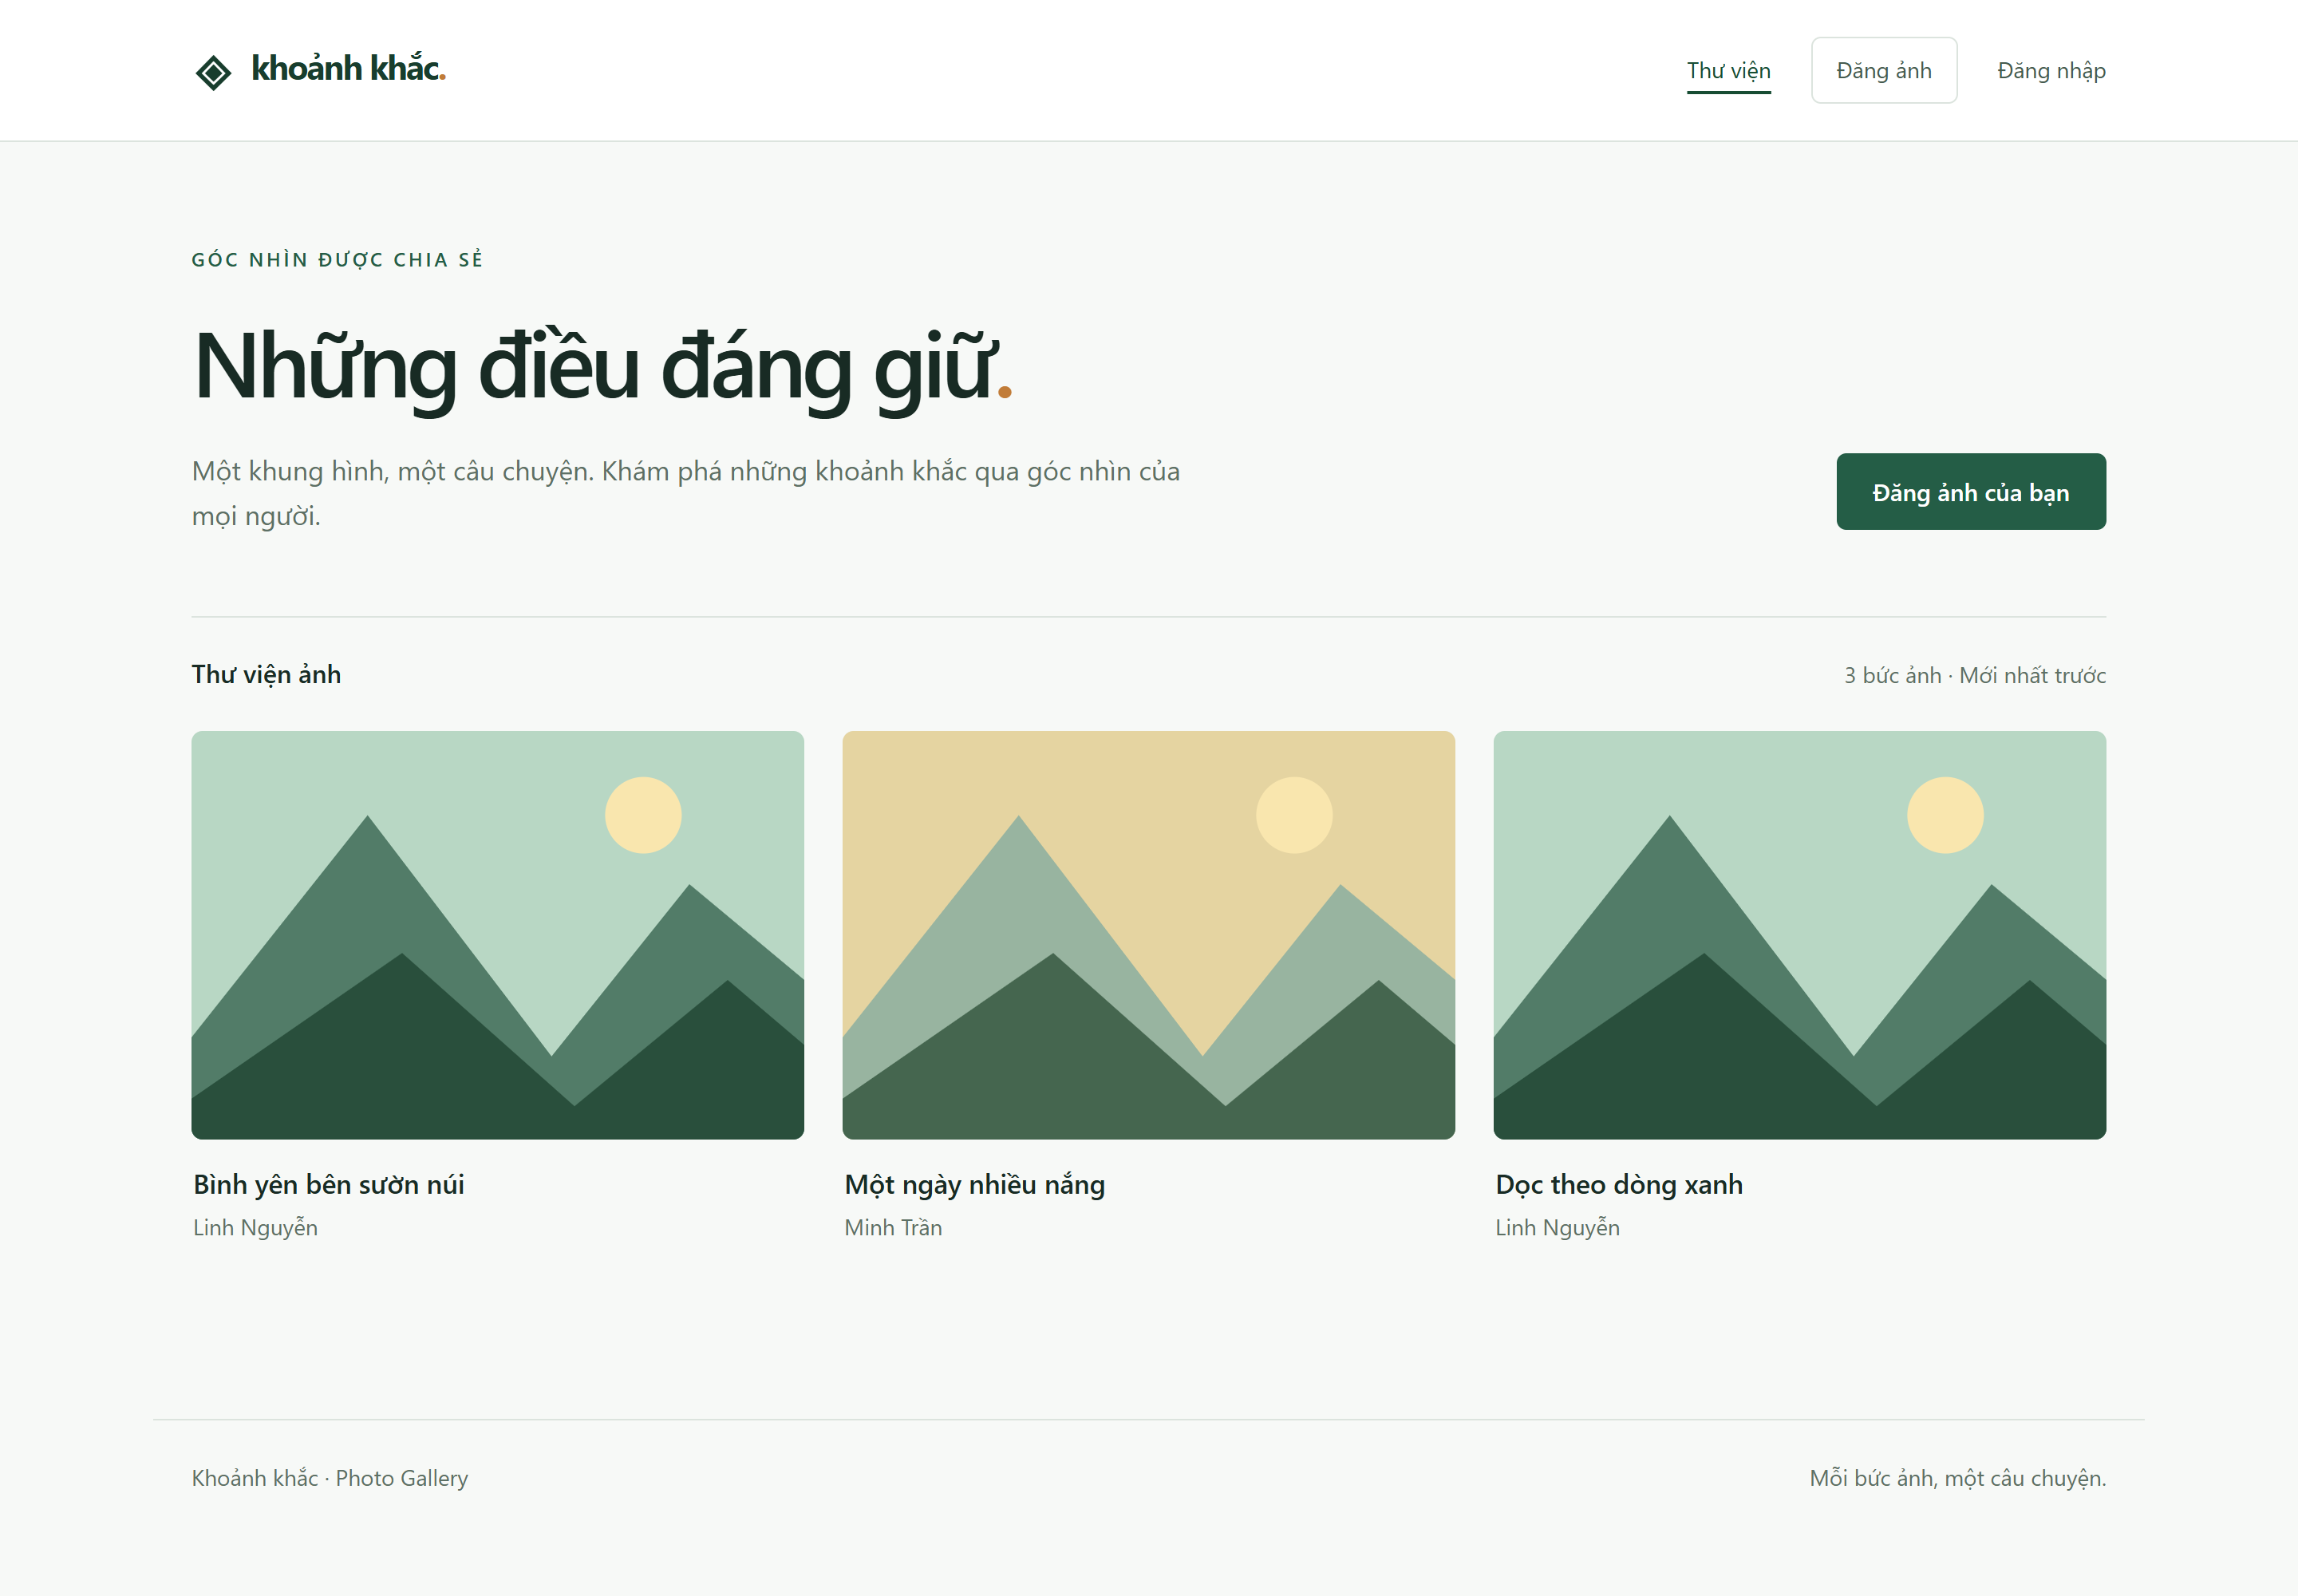 khoảnh khắc.
Thư viện
Đăng ảnh
Đăng nhập
GÓC NHÌN ĐƯỢC CHIA SẺ
Những điều đáng giữ.
Một khung hình, một câu chuyện. Khám phá những khoảnh khắc qua góc nhìn của
mọi người.
Đăng ảnh của bạn
Thư viện ảnh
3 bức ảnh · Mới nhất trước
Bình yên bên sườn núi
Linh Nguyễn
Một ngày nhiều nắng
Minh Trần
Dọc theo dòng xanh
Linh Nguyễn
Khoảnh khắc · Photo Gallery
Mỗi bức ảnh, một câu chuyện.